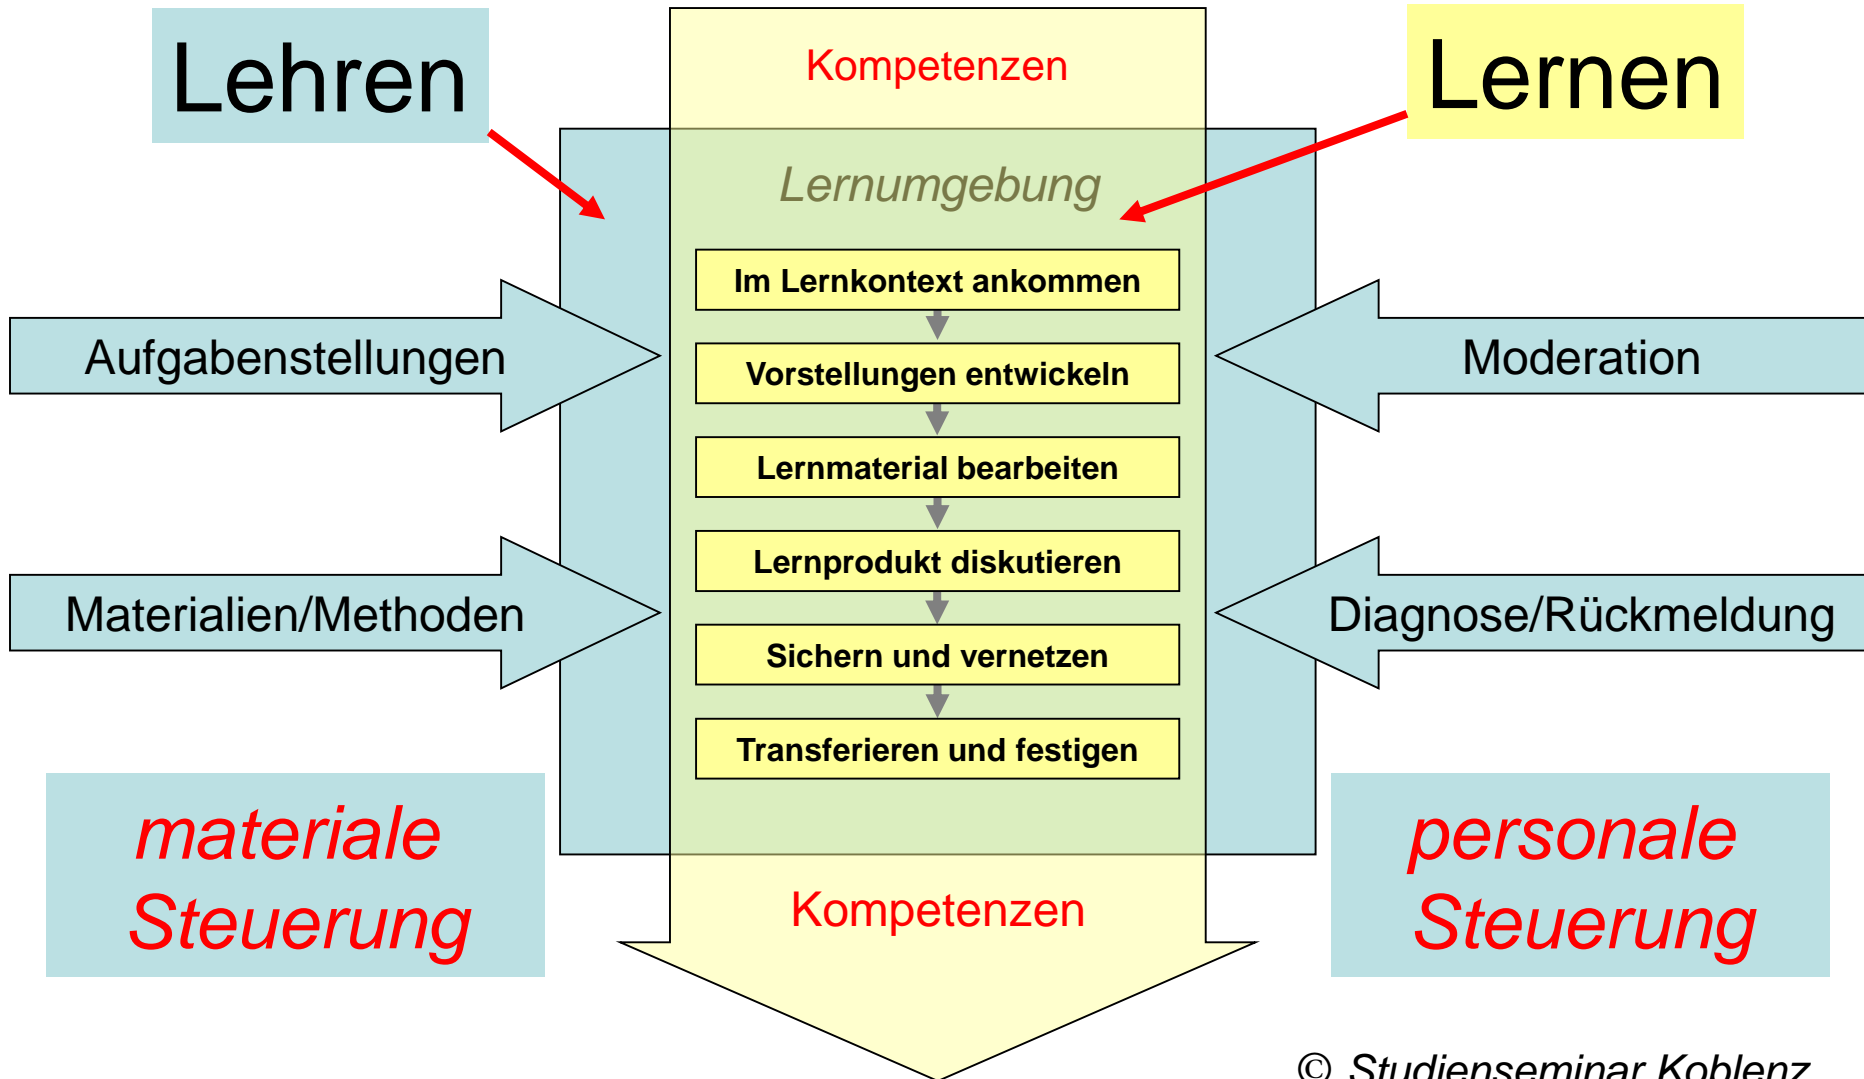 Lehren
Kompetenzen
Lernen
Lernumgebung
Im Lernkontext ankommen
Aufgabenstellungen
Vorstellungen entwickeln
Moderation
Lernmaterial bearbeiten
Lernprodukt diskutieren
Materialien/Methoden
Diagnose/Rückmeldung
Sichern und vernetzen
Transferieren und festigen
materiale
Steuerung
Kompetenzen
personale
Steuerung
© Studienseminar Koblenz